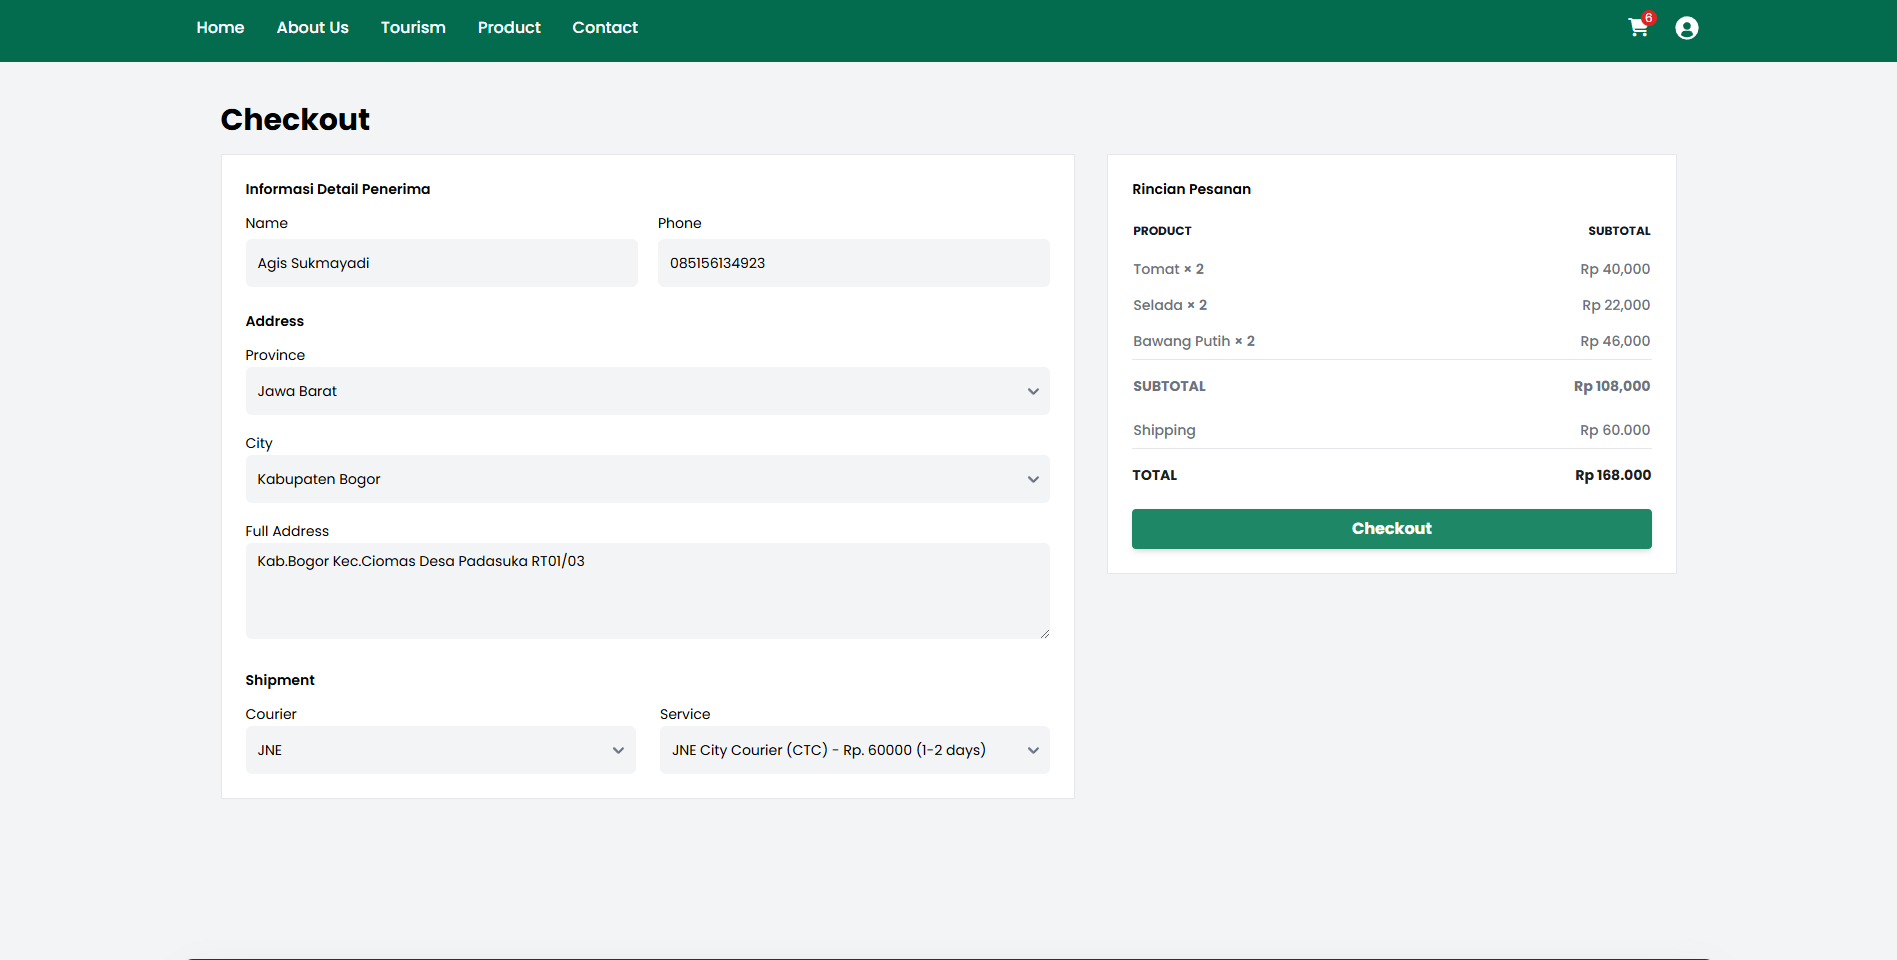 Home About Us Tourism Product Contact 6
Checkout
Informasi Detail Penerima
Name Phone
Agis Sukmayadi 085156134923
Address
Province
Jawa Barat
City
Kabupaten Bogor
Full Address
Kab.Bogor Kec.Ciomas Desa Padasuka RT01/03
Shipment
Courier Service
JNE JNE City Courier (CTC) - Rp. 60000 (1-2 days)
Rincian Pesanan
PRODUCT SUBTOTAL
Tomat × 2 Rp 40,000
Selada × 2 Rp 22,000
Bawang Putih × 2 Rp 46,000
SUBTOTAL Rp 108,000
Shipping Rp 60.000
TOTAL Rp 168.000
Checkout